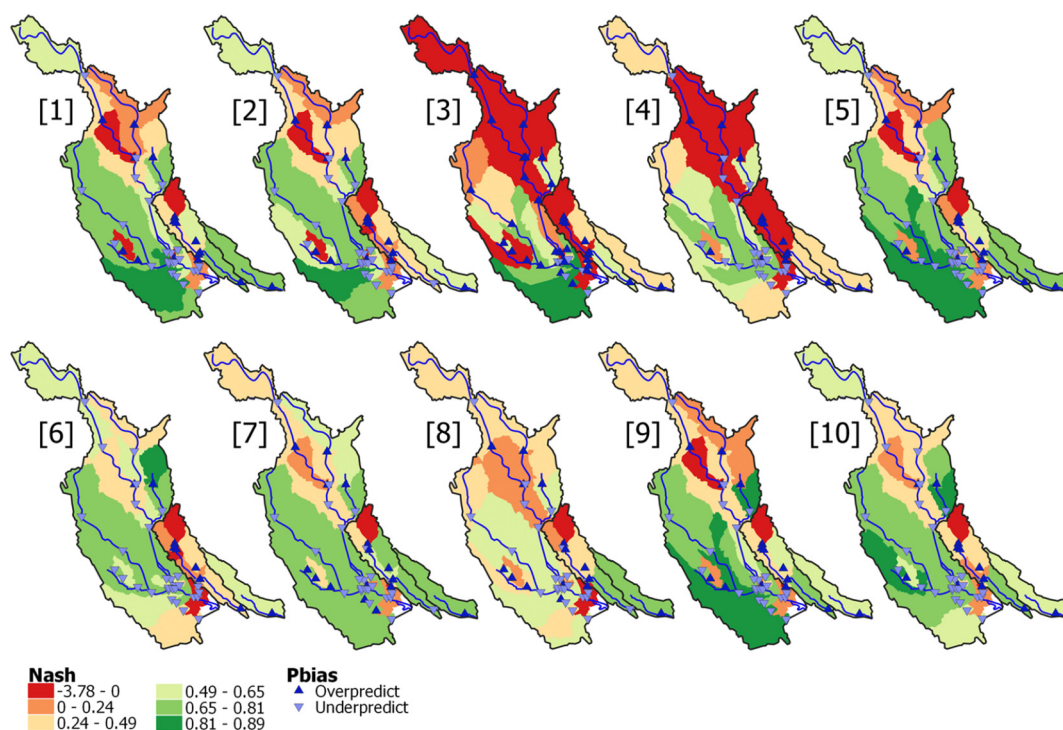 [1] [2] [3] [4] [5]
[6] [7] [8] [9] [10]
Nash
-3.78 - 0
0 - 0.24
0.24 - 0.49
0.49 - 0.65
0.65 - 0.81
0.81 - 0.89
Pbias
Overpredict
Underpredict